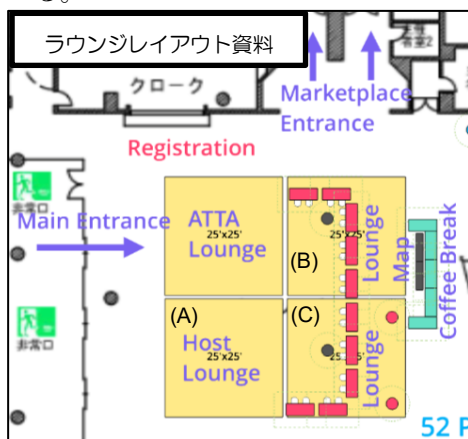 る。
ラウンジレイアウト資料
クローク
Marketplace
Entrance
Registration
非常口
Main Entrance
ATTA
Lounge
25'x25'
(B)
Lounge
25'x25'
Map
Coffee Break
(A)
Host
Lounge
25'x25'
(C)
Lounge
25'x25'
非常口
52 P